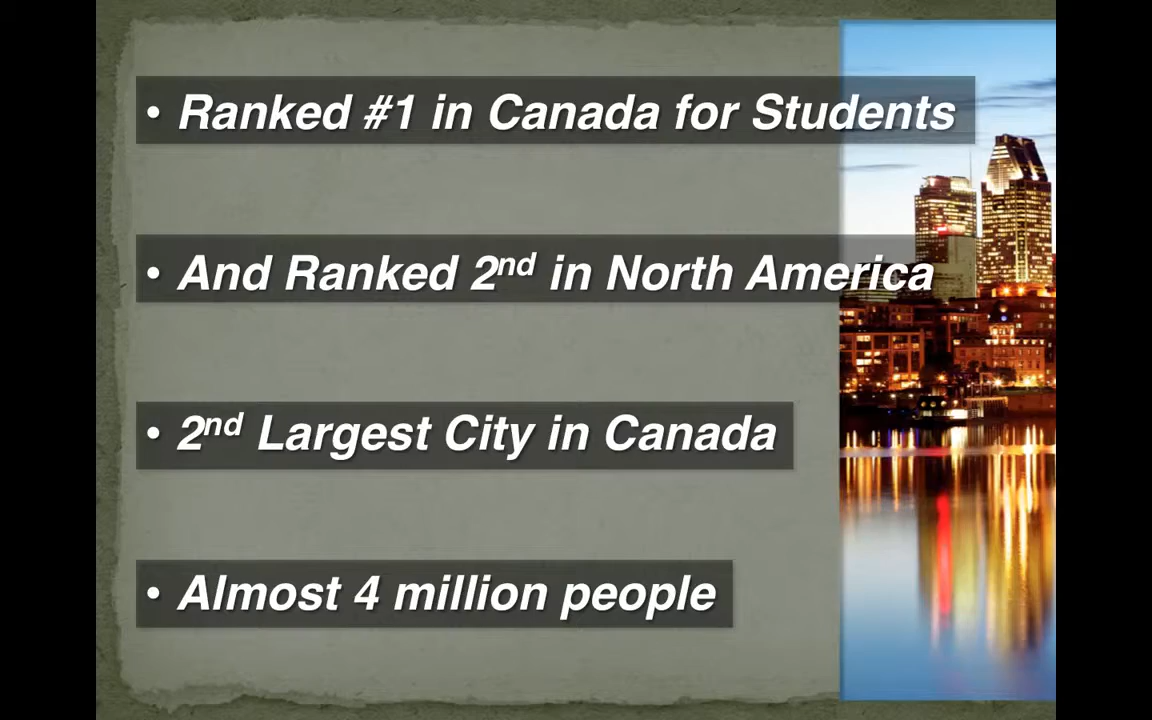 • Ranked #1 in Canada for Students
• And Ranked 2nd in North America
• 2nd Largest City in Canada
• Almost 4 million people